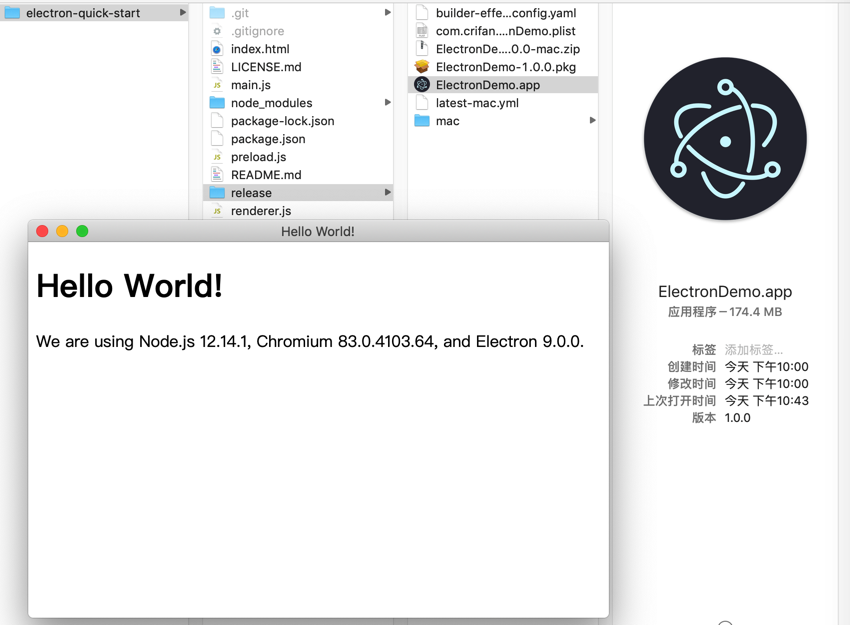 electron-quick-start
.git
.gitignore
index.html
LICENSE.md
main.js
node_modules
package-lock.json
package.json
preload.js
README.md
release
renderer.js
builder-effe...config.yaml
com.crifan....nDemo.plist
ElectronDe....0.0-mac.zip
ElectronDemo-1.0.0.pkg
ElectronDemo.app
latest-mac.yml
mac
ElectronDemo.app
应用程序 – 174.4 MB
标签 添加标签...
创建时间 今天 下午10:00
修改时间 今天 下午10:00
上次打开时间 今天 下午10:43
版本 1.0.0
Hello World!
Hello World!
We are using Node.js 12.14.1, Chromium 83.0.4103.64, and Electron 9.0.0.
JS
JS
JS